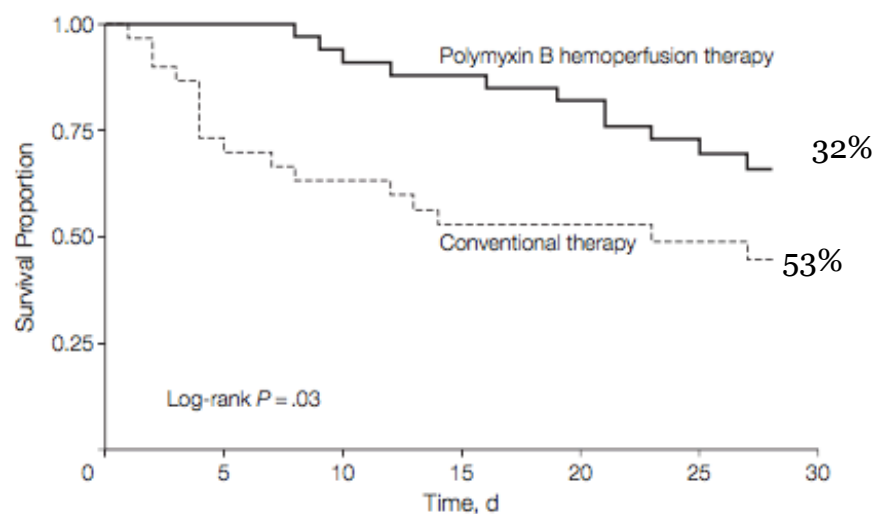 1.00
Polymyxin B hemoperfusion therapy
0.75
32%
Survival Proportion
0.50
Conventional therapy
53%
0.25
Log-rank P = .03
0 5 10 15 20 25 30
Time, d